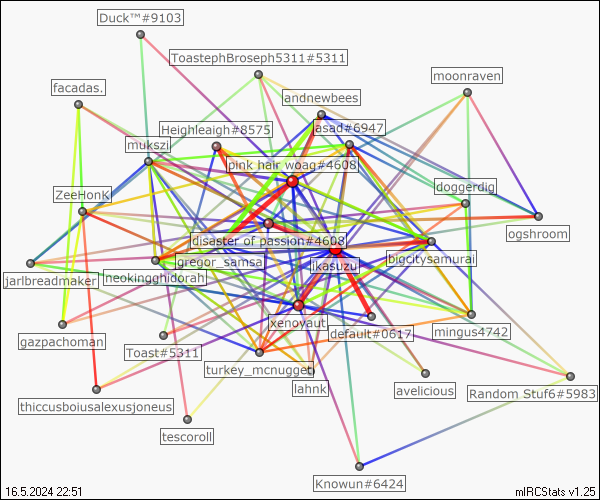 Duck™#9103
ToastephBroseph5311#5311
moonraven
facadas.
andnewbees
asad#6947
Heighleigh#8575
mukszi
pink hair woag#4608
doggerdig
ZeeHonK
ogshroom
disaster of passion#4608
bigcitysamurai
gregor_samsa
ikasuzu
jarlbreadmaker
neokingghidorah
xenoyaut
default#0617
mingus4742
gazpachoman
Toast#5311
turkey_mcnugget
lahnk
avelicious
Random Stuf6#5983
thiccusboiusalexusjoneus
tescoroll
Knowun#6424
16.5.2024 22:51
mIRCStats v1.25